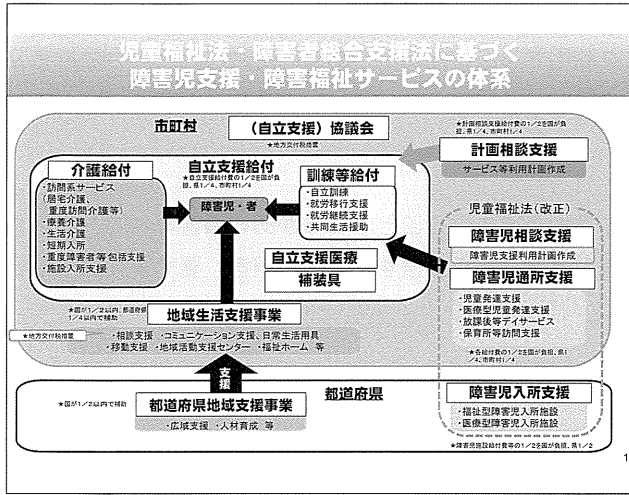 児童福祉法・障害者総合支援法に基づく
障害児支援・障害福祉サービスの体系
市町村
（自立支援）協議会
★地方交付税措置
★計画相談支援給付費の1/2を国が負
担、県1/4、市町村1/4
計画相談支援
サービス等利用計画作成
介護給付
・訪問系サービス
（居宅介護、
重度訪問介護等）
・療養介護
・生活介護
・短期入所
・重度障害者等包括支援
・施設入所支援
自立支援給付
★自立支援給付費の1/2を国が負
担、県1/4、市町村1/4
障害児・者
訓練等給付
・自立訓練
・就労移行支援
・就労継続支援
・共同生活援助
自立支援医療
補装具
児童福祉法（改正）
障害児相談支援
障害児支援利用計画作成
障害児通所支援
・児童発達支援
・医療型児童発達支援
・放課後等デイサービス
・保育所等訪問支援
★各給付費の1/2を国が負担、県1/
4、市町村1/4
★国が1/2以内、都道府県
1/4以内で補助
地域生活支援事業
★地方交付税措置
・相談支援 ・コミュニケーション支援、日常生活用具
・移動支援 ・地域活動支援センター ・福祉ホーム 等
支援
都道府県
★国が1/2以内で補助
都道府県地域支援事業
・広域支援 ・人材育成 等
障害児入所支援
・福祉型障害児入所施設
・医療型障害児入所施設
★障害児施設給付費等の1/2を国が負担、県1/2
1